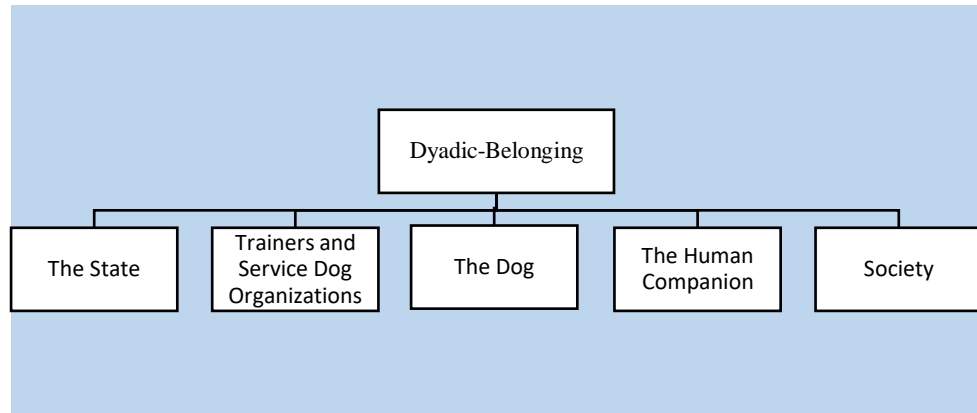 Dyadic-Belonging
The State
Trainers and
Service Dog
Organizations
The Dog
The Human
Companion
Society